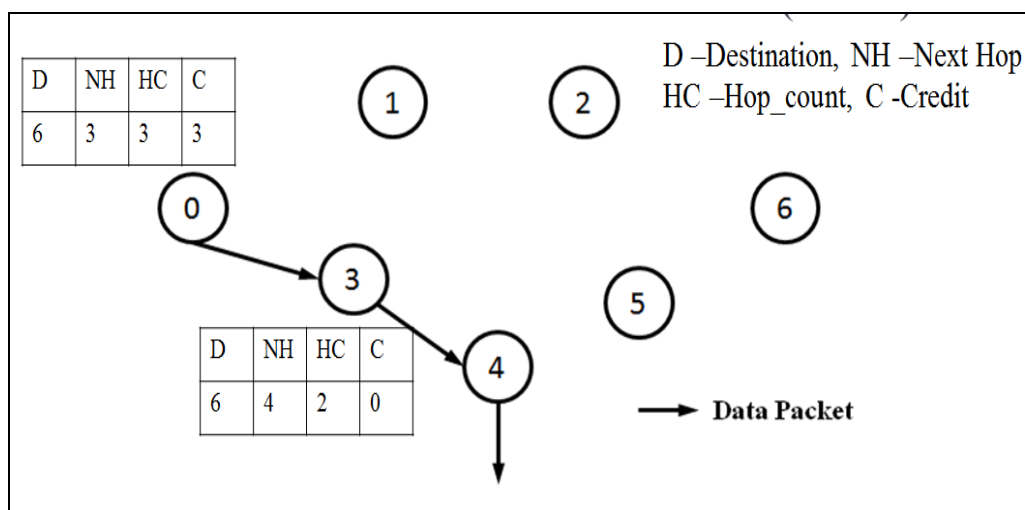 D –Destination, NH –Next Hop
HC –Hop_count, C -Credit
D NH HC C
6 3 3 3
1
2
0
6
3
5
D NH HC C
6 4 2 0
4
Data Packet